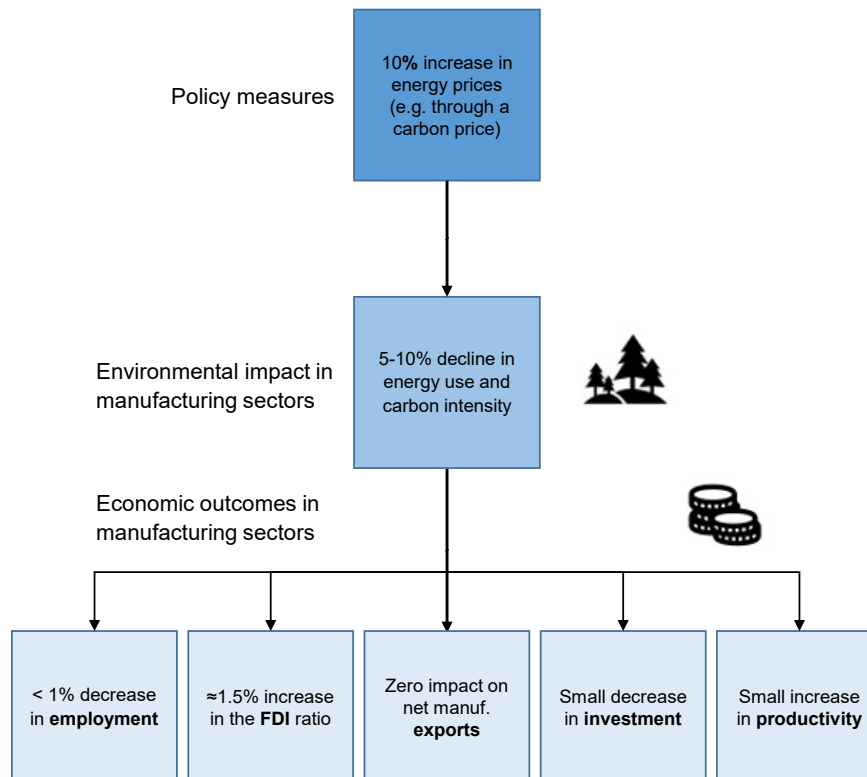 Policy measures
10% increase in
energy prices
(e.g. through a
carbon price)
Environmental impact in
manufacturing sectors
5-10% decline in
energy use and
carbon intensity
Economic outcomes in
manufacturing sectors
< 1% decrease
in employment
≈1.5% increase
in the FDI ratio
Zero impact on
net manuf.
exports
Small decrease
in investment
Small increase
in productivity